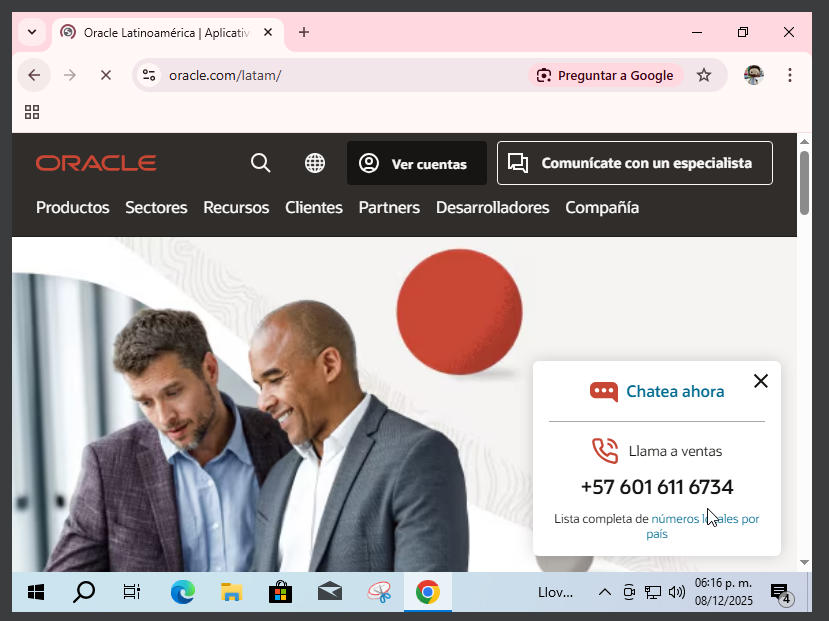 Oracle Latinoamérica | Aplicativ
oracle.com/latam/
Preguntar a Google
ORACLE
Ver cuentas
Comunícate con un especialista
Productos Sectores Recursos Clientes Partners Desarrolladores Compañía
Chatea ahora
Llama a ventas
+57 601 611 6734
Lista completa de números locales por
país
Llov...
06:16 p. m.
08/12/2025
4